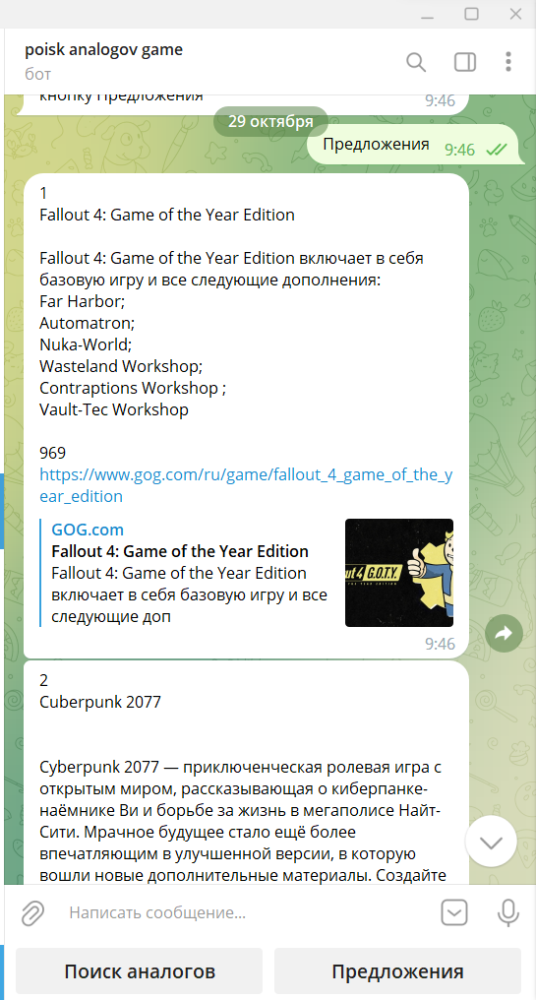 poisk analogov game
бот
кнопку Предложения
9:46
29 октября
Предложения 9:46
1
Fallout 4: Game of the Year Edition
Fallout 4: Game of the Year Edition включает в себя
базовую игру и все следующие дополнения:
Far Harbor;
Automatron;
Nuka-World;
Wasteland Workshop;
Contraptions Workshop ;
Vault-Tec Workshop
969
https://www.gog.com/ru/game/fallout_4_game_of_the_y
ear_edition
GOG.com
Fallout 4: Game of the Year Edition
Fallout 4: Game of the Year Edition
включает в себя базовую игру и все
следующие доп
ut 4 G.O.T.Y.
9:46
2
Cuberpunk 2077
Cyberpunk 2077 — приключенческая ролевая игра с
открытым миром, рассказывающая о киберпанке-
наёмнике Ви и борьбе за жизнь в мегаполисе Найт-
Сити. Мрачное будущее стало ещё более
впечатляющим в улучшенной версии, в которую
вошли новые дополнительные материалы. Создайте
Написать сообщение...
Поиск аналогов
Предложения